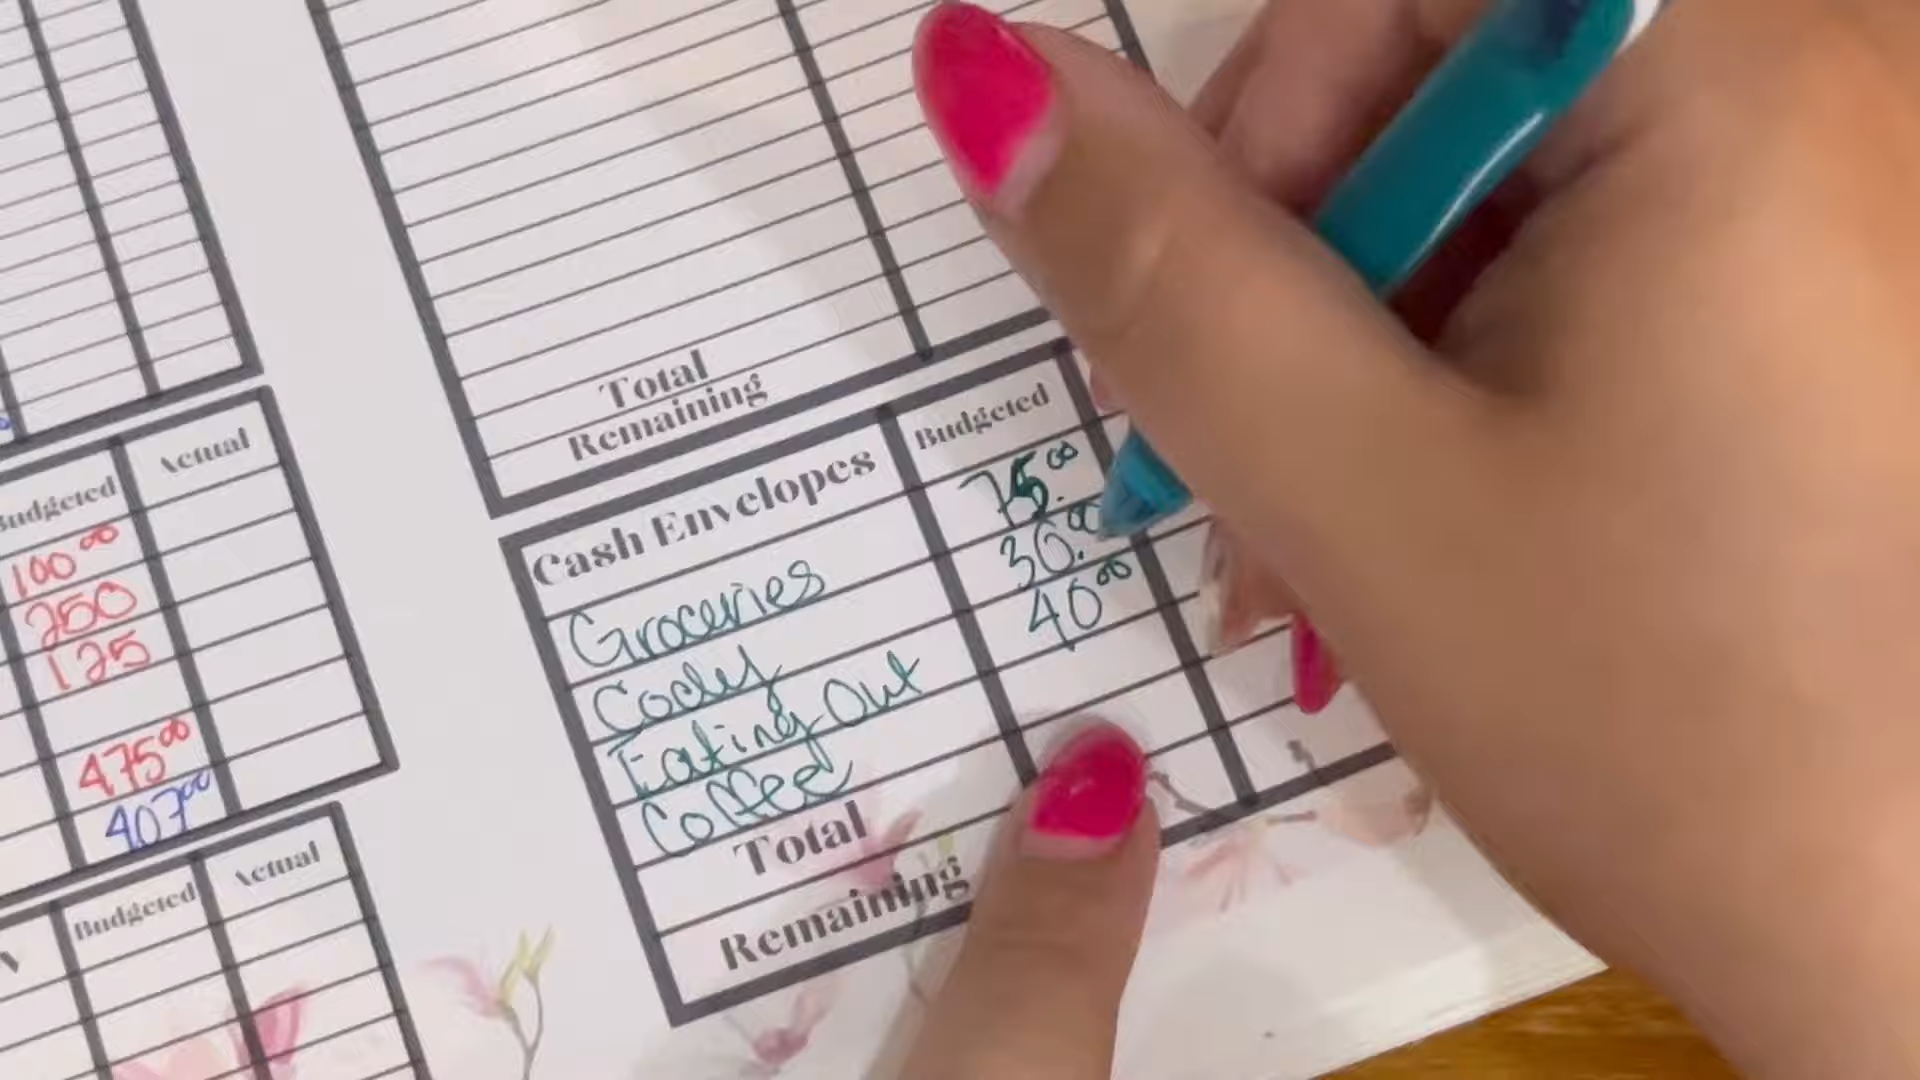 Total
Remaining
Cash Envelopes Budgeted
Groceries 75.00
Cody 30.00
Eating Out 40 00
Coffee
Total
Remaining
Budgeted Actual
100 00
250
125
475 00
407 00
Budgeted Actual